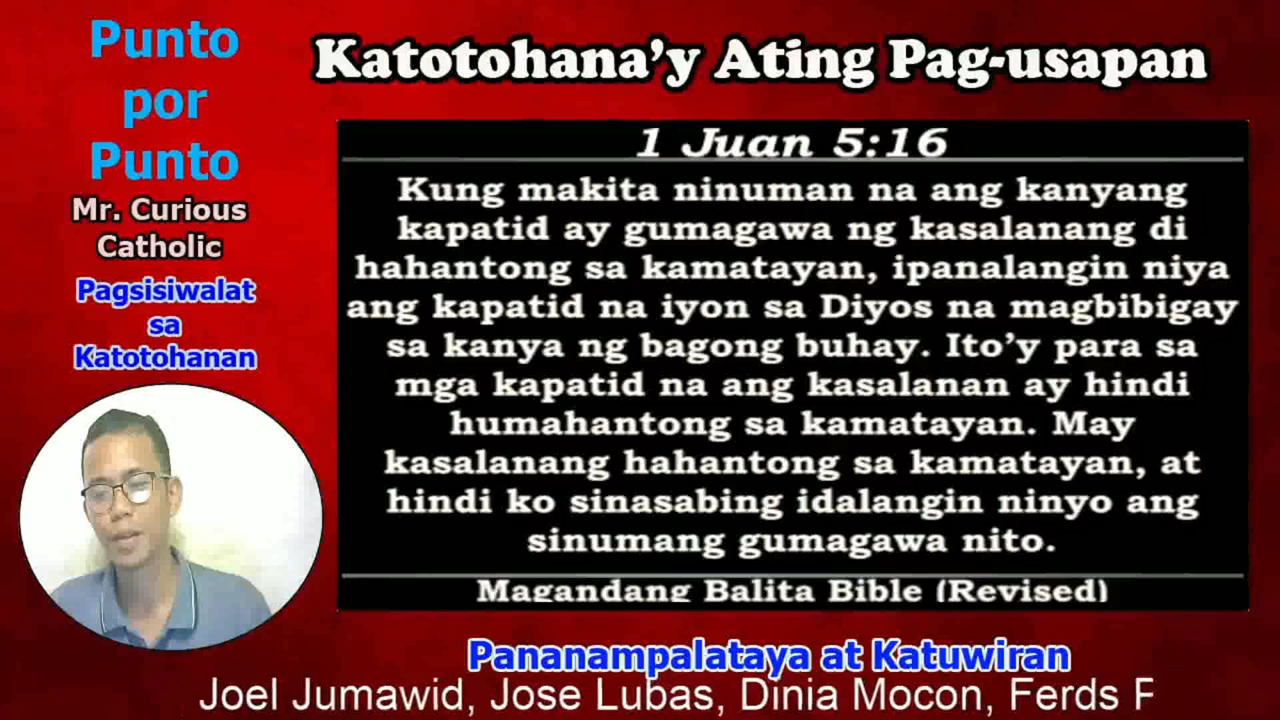 Punto
por
Punto
Mr. Curious
Catholic
Pagsisiwalat
sa
Katotohanan
Katotohana'y Ating Pag-usapan
1 Juan 5:16
Kung makita ninuman na ang kanyang
kapatid ay gumagawa ng kasalanang di
hahantong sa kamatayan, ipanalangin niya
ang kapatid na iyon sa Diyos na magbibigay
sa kanya ng bagong buhay. Ito'y para sa
mga kapatid na ang kasalanan ay hindi
humahantong sa kamatayan. May
kasalanang hahantong sa kamatayan, at
hindi ko sinasabing idalangin ninyo ang
sinumang gumagawa nito.
Magandang Balita Bible (Revised)
Pananampalataya at Katuwiran
Joel Jumawid, Jose Lubas, Dinia Mocon, Ferds